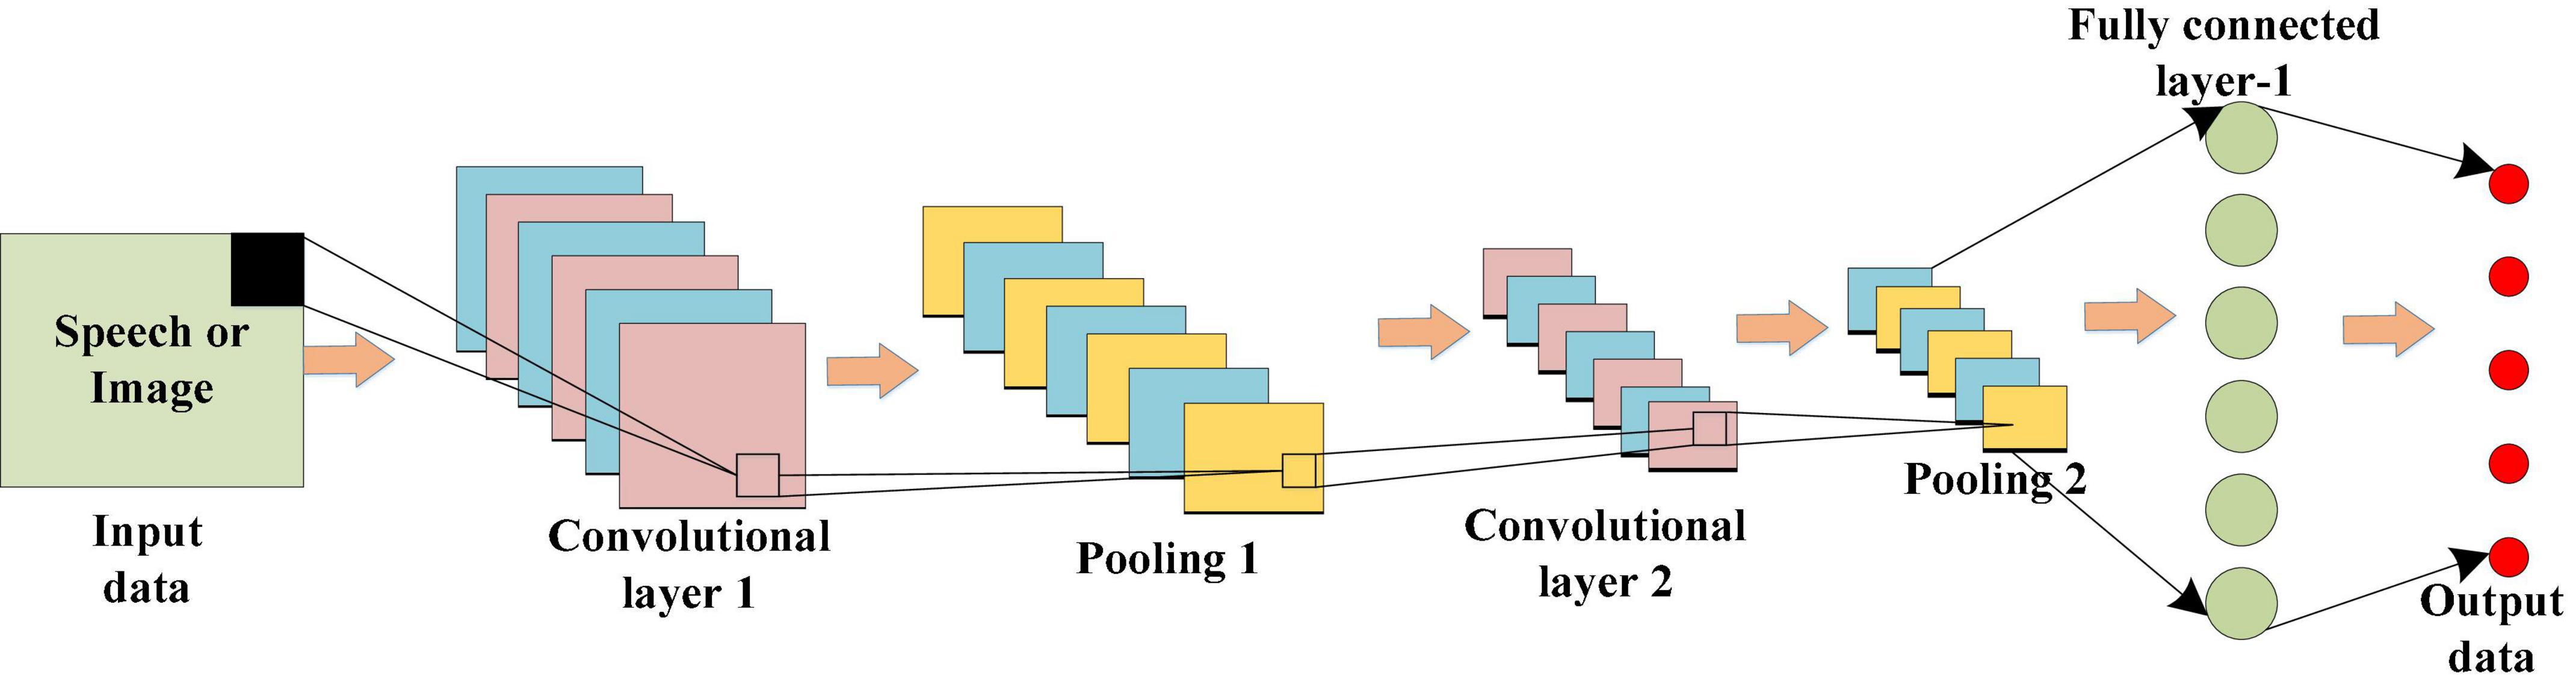 Speech or
Image
Input
data
Convolutional
layer 1
Pooling 1
Convolutional
layer 2
Pooling 2
Fully connected
layer-1
Output
data